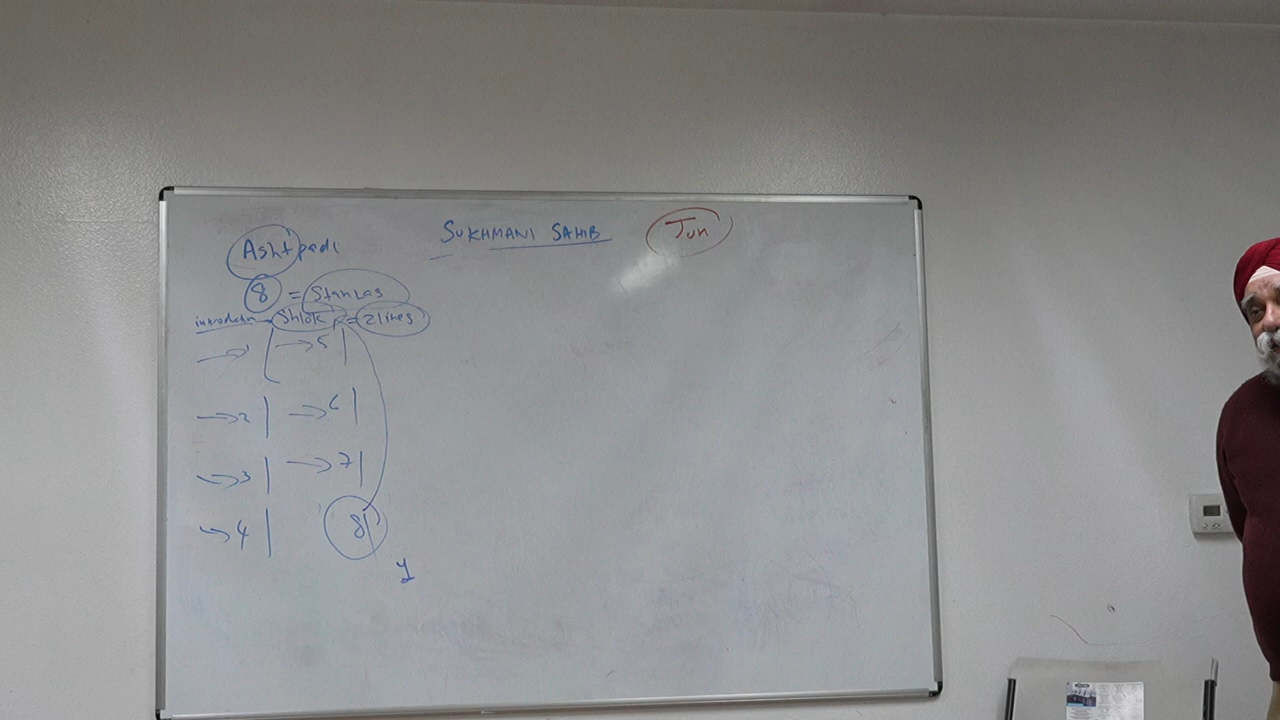 SUKHMANI SAHIB Jun
Ashtpadi
8 = Stanzas
introduction → Shlok = 2 lines
→ 1 | → 5 |
→ 2 | → 6 |
→ 3 | → 7 |
→ 4 | 8 |